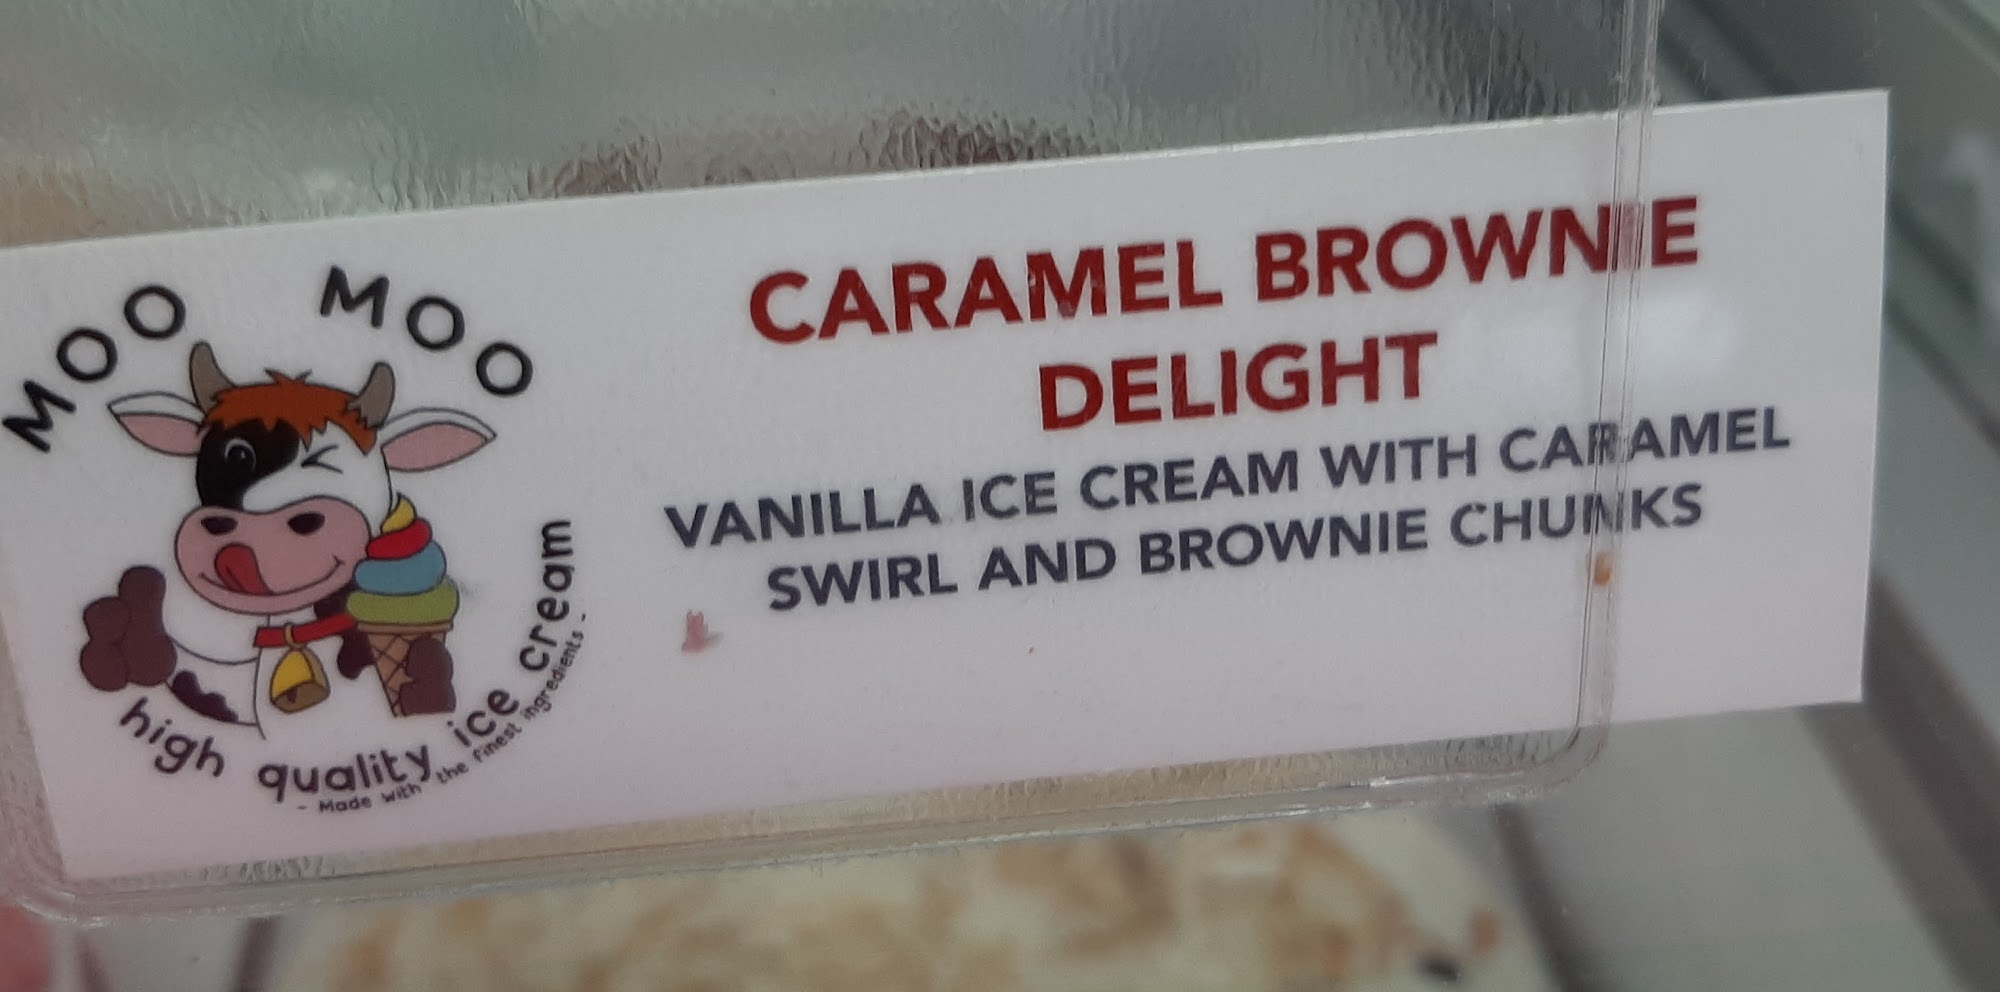 MOO MOO
high quality ice cream
- Made with the finest ingredients -
CARAMEL BROWNIE
DELIGHT
VANILLA ICE CREAM WITH CARAMEL
SWIRL AND BROWNIE CHUNKS